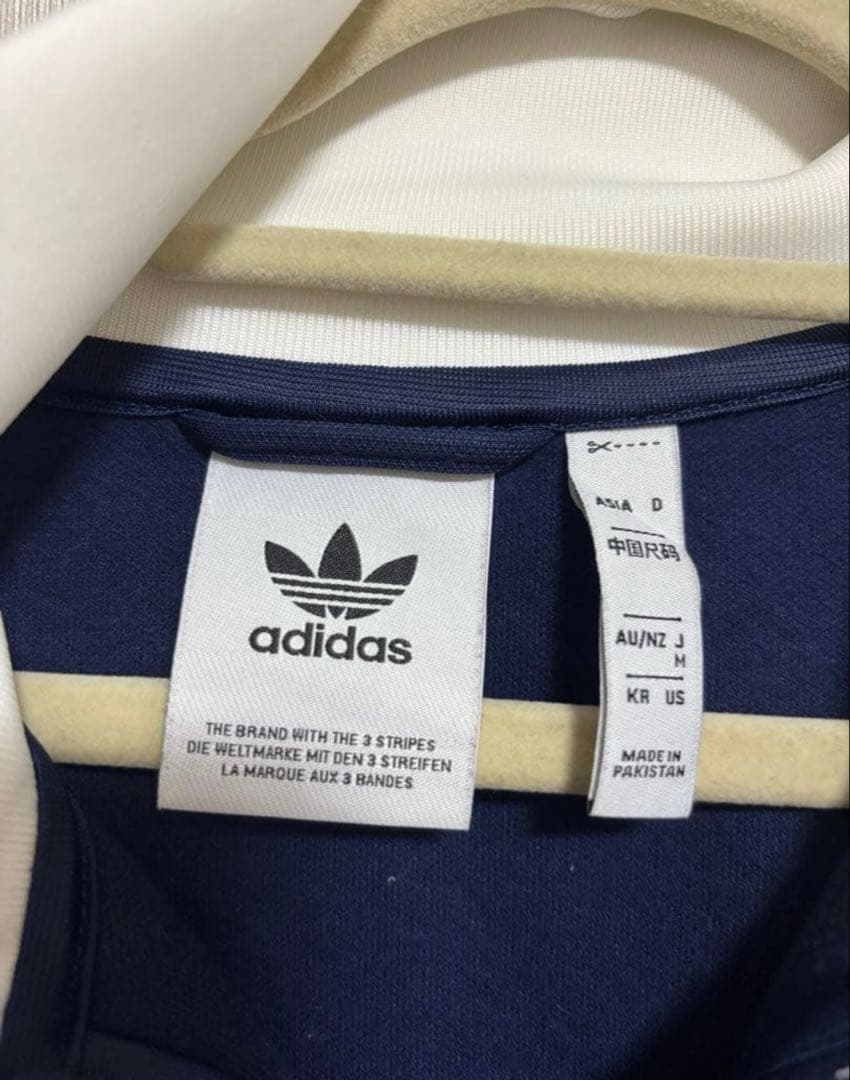 adidas
THE BRAND WITH THE 3 STRIPES
DIE WELTMARKE MIT DEN 3 STREIFEN
LA MARQUE AUX 3 BANDES
ASIA D
中国尺码
AU/NZ J
M
KR US
MADE IN
PAKISTAN